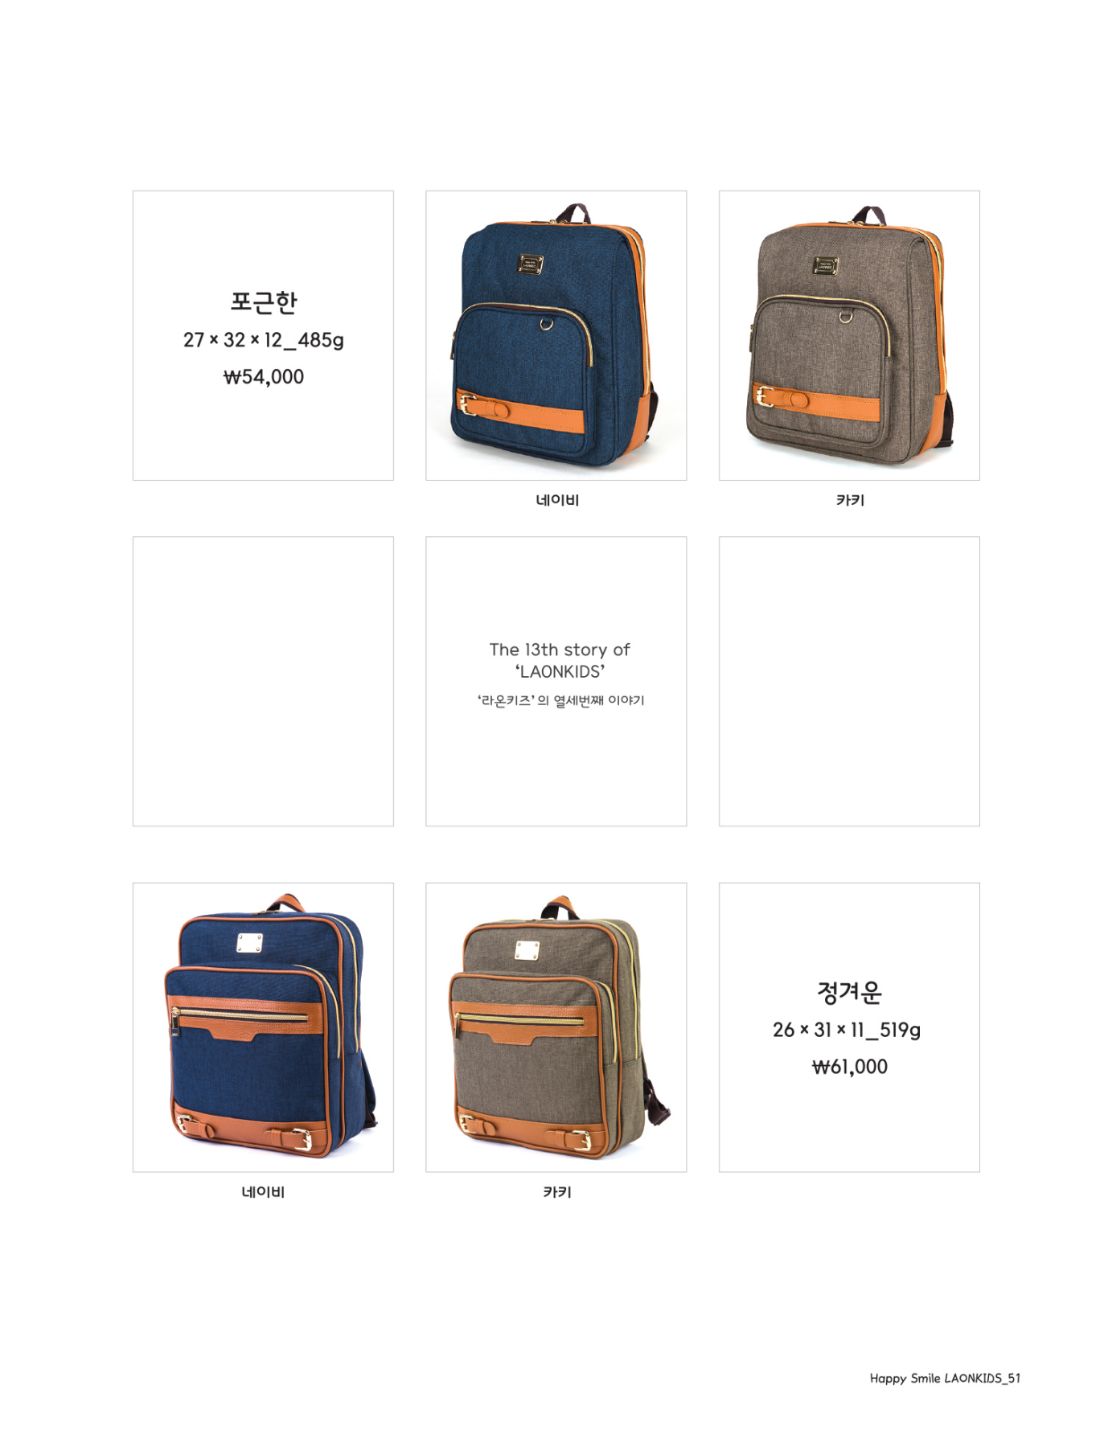 포근한
27 × 32 × 12_485g
₩54,000
네이비
카키
The 13th story of
‘LAONKIDS’
‘라온키즈’의 열세번째 이야기
네이비
카키
정겨운
26 × 31 × 11_519g
₩61,000
Happy Smile LAONKIDS_51